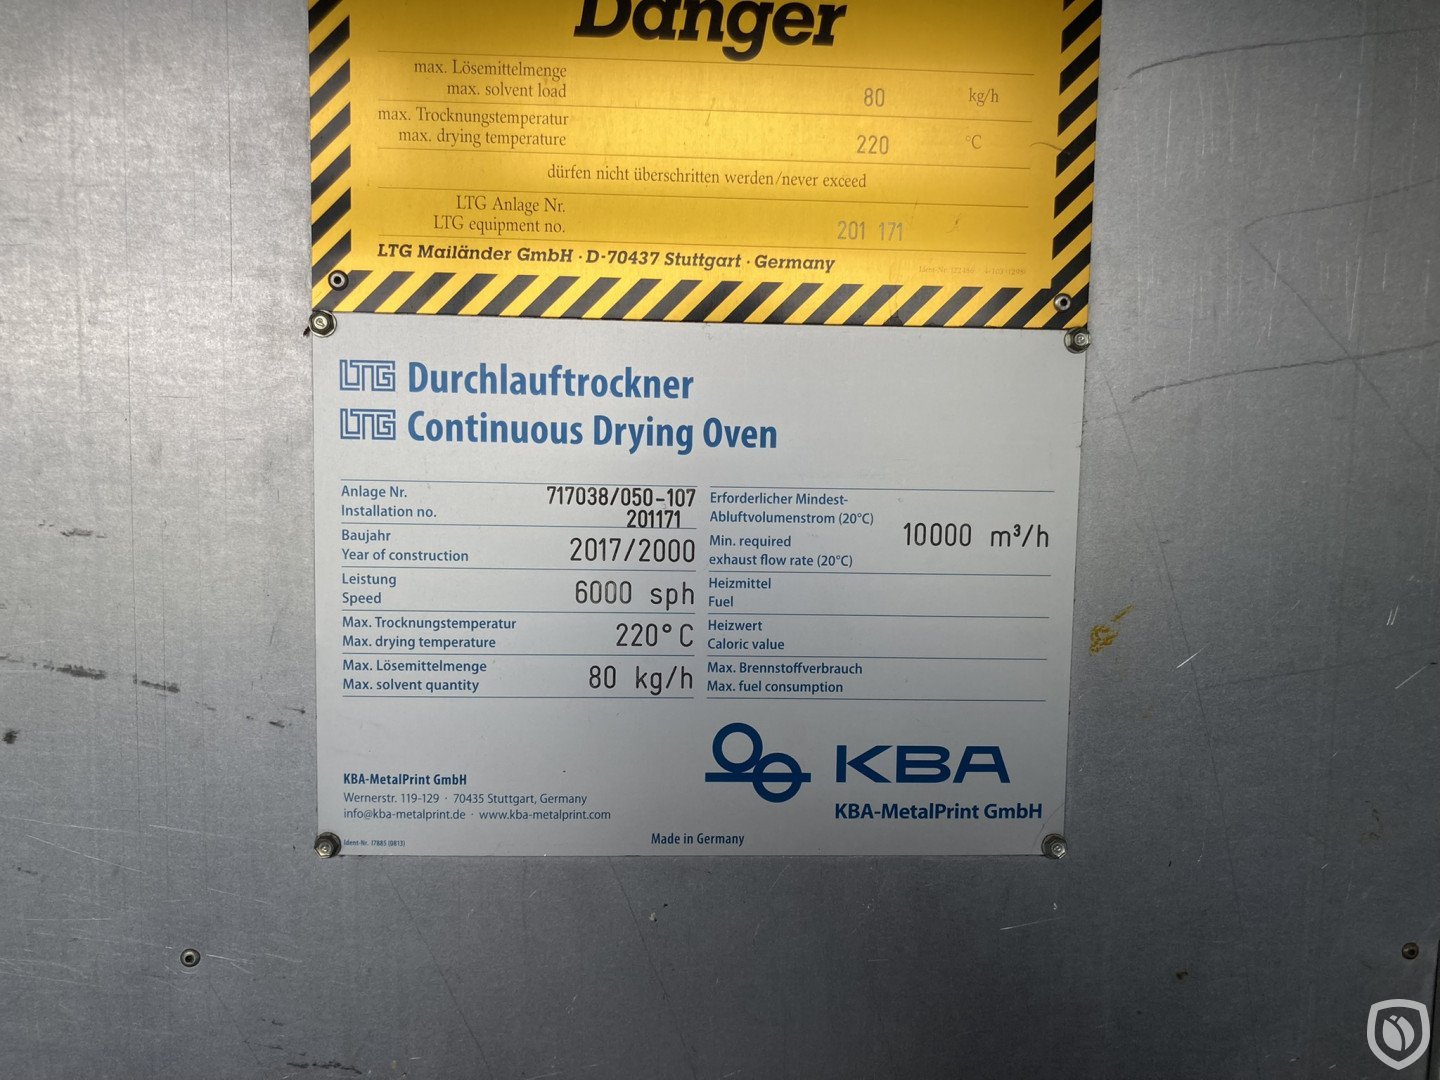 Danger
max. Lösemittelmenge
max. solvent load 80 kg/h
max. Trocknungstemperatur
max. drying temperature 220 °C
dürfen nicht überschritten werden/never exceed
LTG Anlage Nr.
LTG equipment no. 201 171
LTG Mailänder GmbH · D-70437 Stuttgart · Germany
LTG Durchlauftrockner
LTG Continuous Drying Oven
Anlage Nr. 717038/050-107
Installation no. 201171
Baujahr
Year of construction 2017/2000
Leistung
Speed 6000 sph
Max. Trocknungstemperatur
Max. drying temperature 220°C
Max. Lösemittelmenge
Max. solvent quantity 80 kg/h
Erforderlicher Mindest-
Abluftvolumenstrom (20°C)
Min. required 10000 m³/h
exhaust flow rate (20°C)
Heizmittel
Fuel
Heizwert
Caloric value
Max. Brennstoffverbrauch
Max. fuel consumption
KBA
KBA-MetalPrint GmbH
KBA-MetalPrint GmbH
Wernerstr. 119-129 · 70435 Stuttgart, Germany
info@kba-metalprint.de · www.kba-metalprint.com
Made in Germany
Ident-Nr. 17885 (0813)